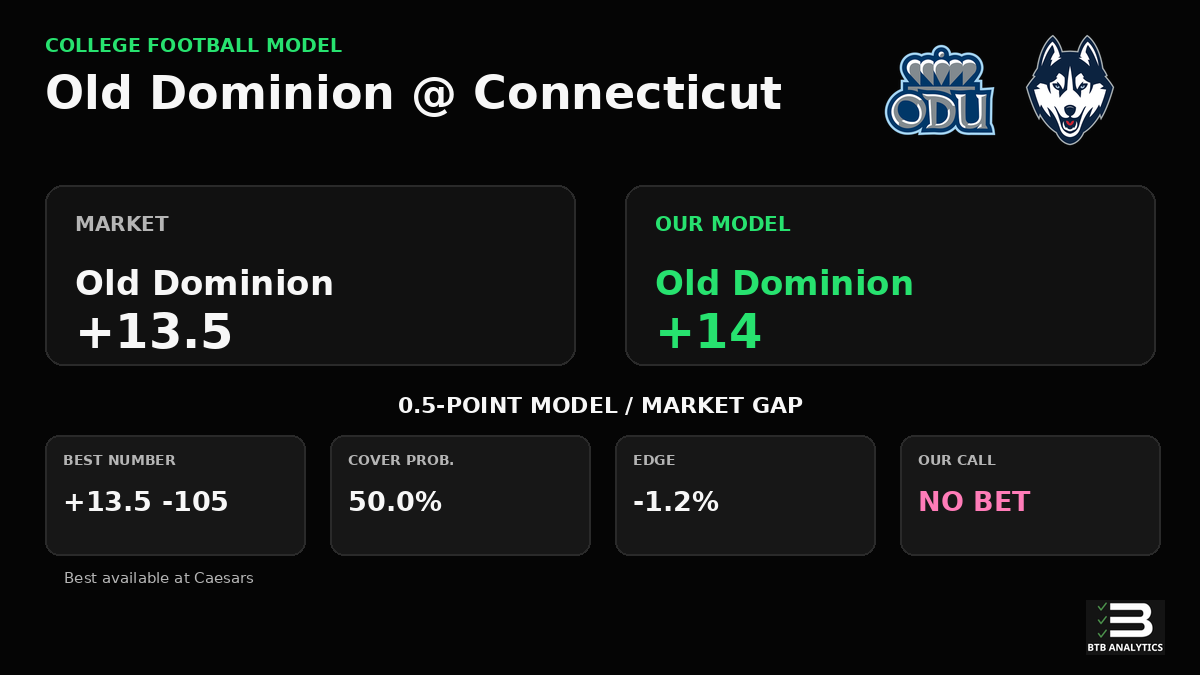 COLLEGE FOOTBALL MODEL
Old Dominion @ Connecticut
ODU
MARKET
Old Dominion
+13.5
OUR MODEL
Old Dominion
+14
0.5-POINT MODEL / MARKET GAP
BEST NUMBER
+13.5 -105
COVER PROB.
50.0%
EDGE
-1.2%
OUR CALL
NO BET
Best available at Caesars
B
BTB ANALYTICS